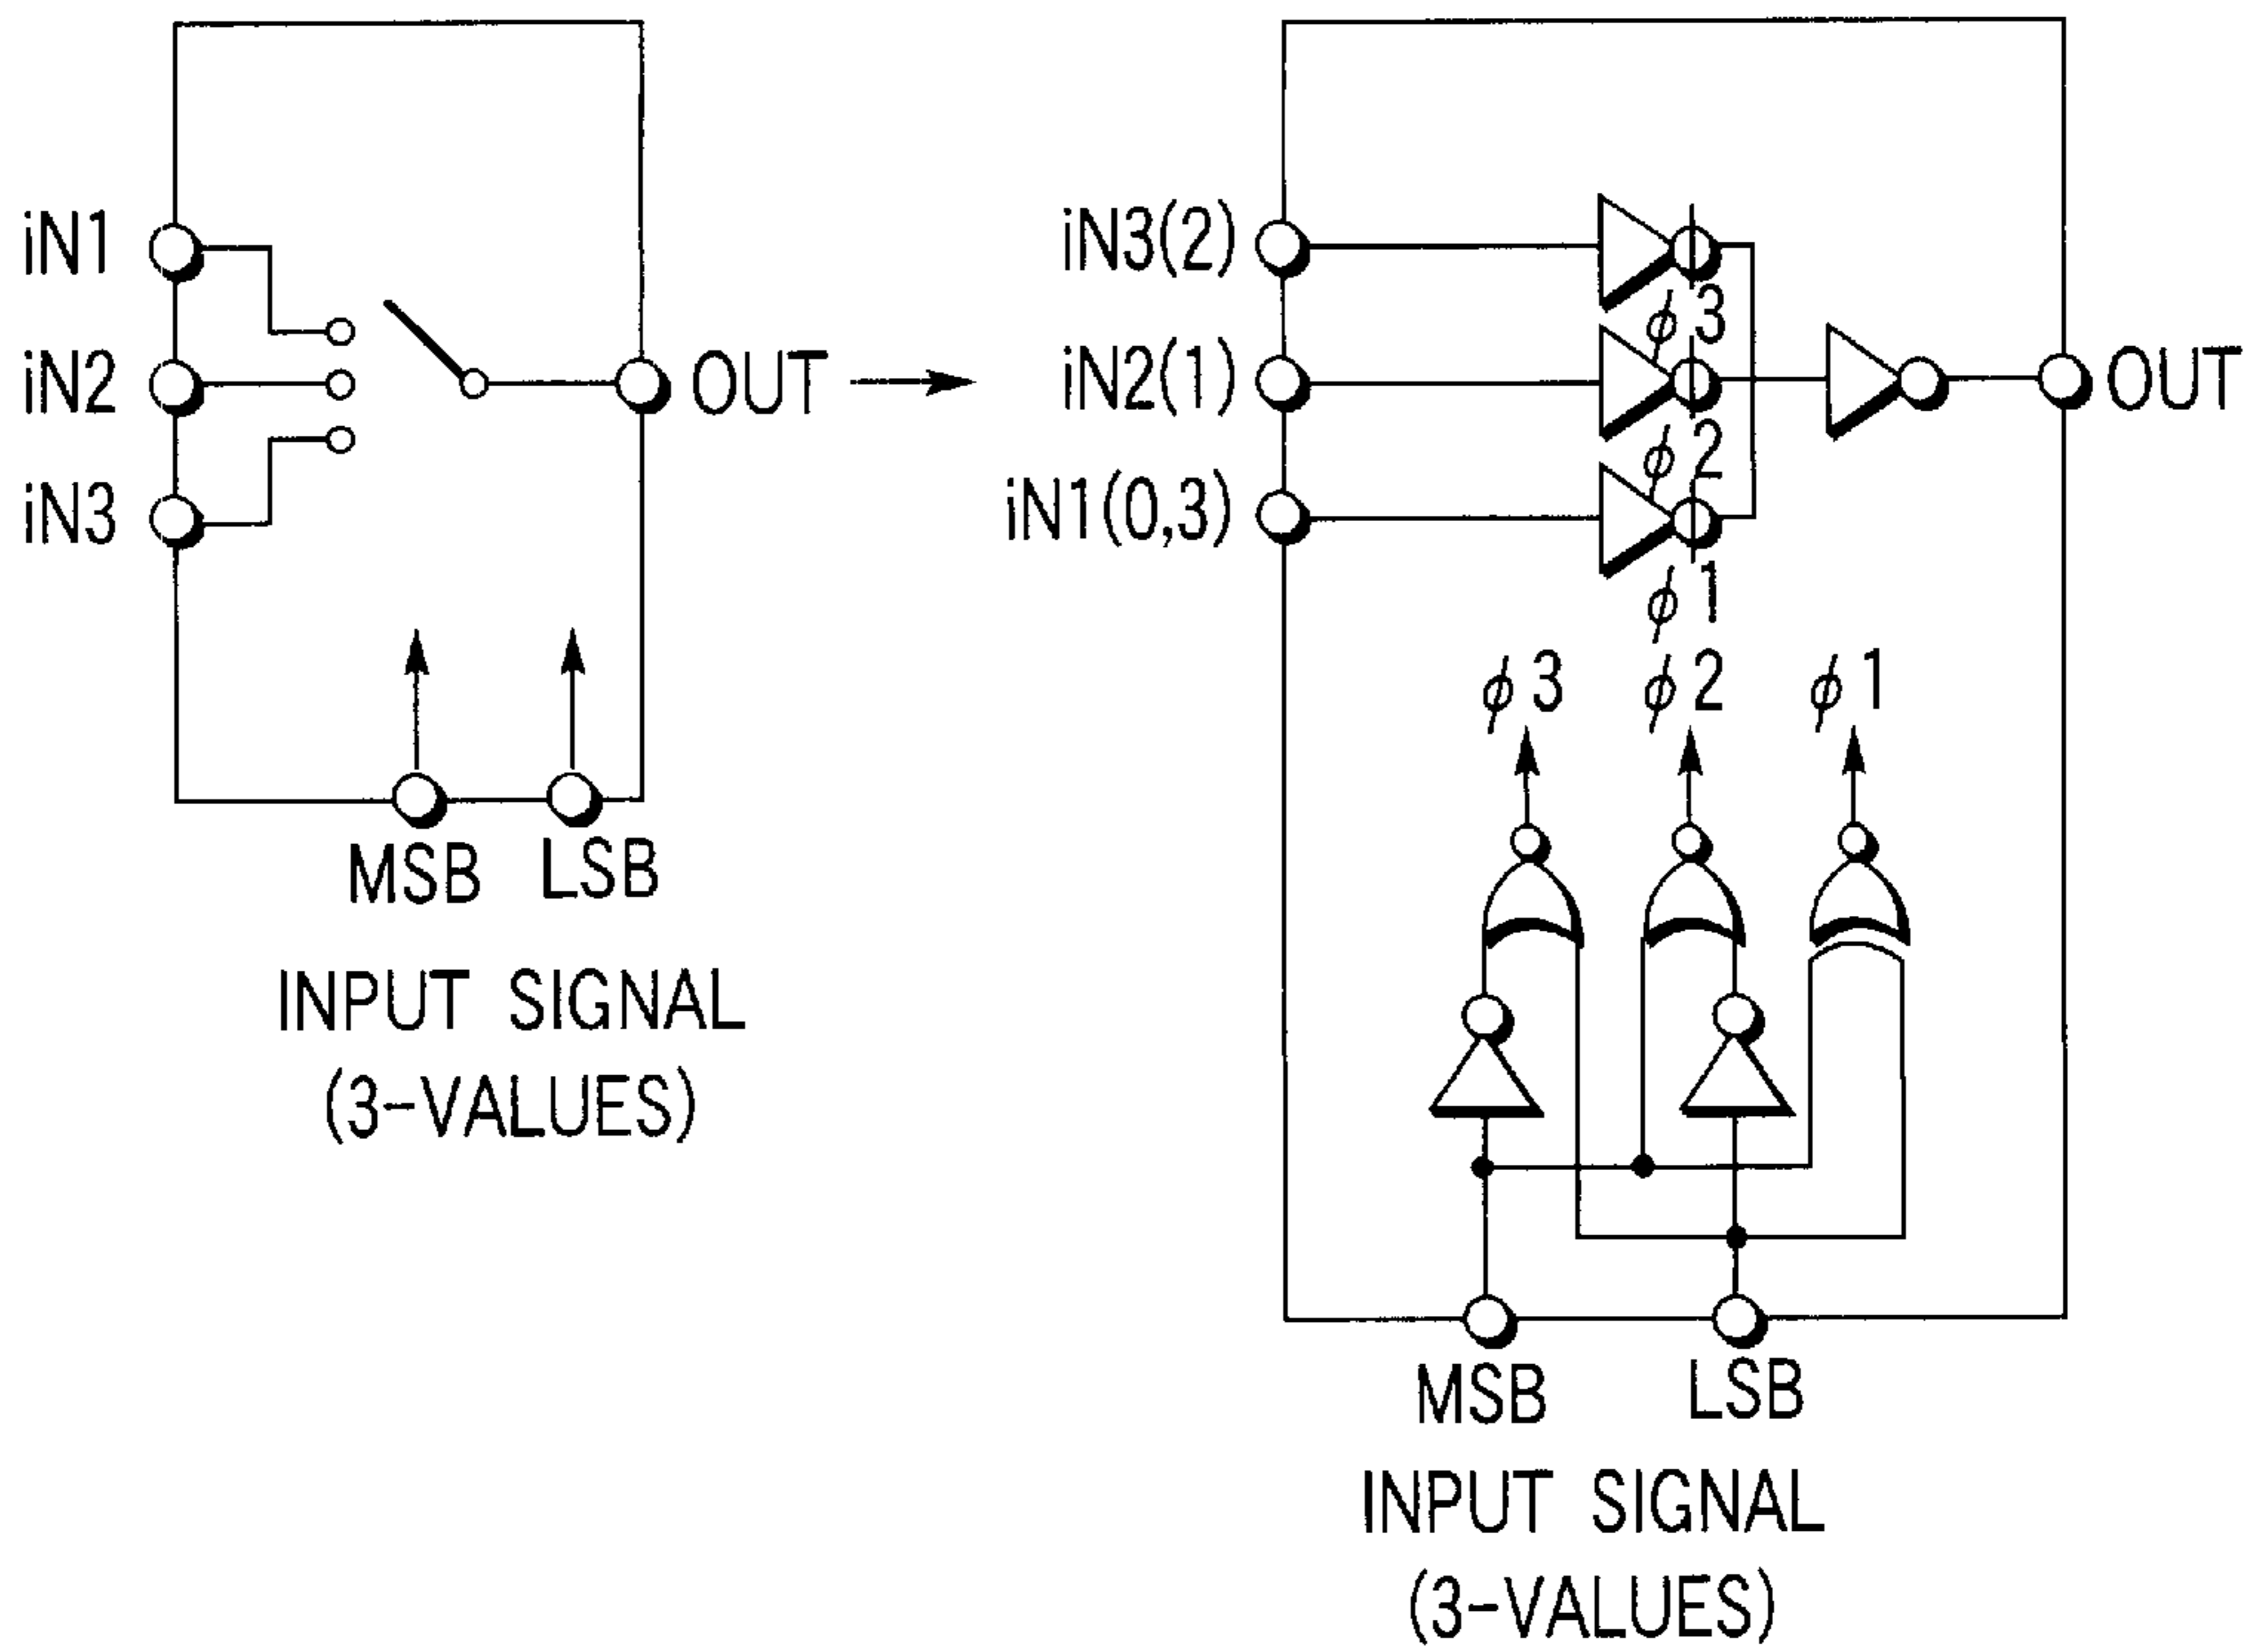 iN1
iN2
iN3
OUT
MSB
LSB
INPUT SIGNAL
(3-VALUES)
iN3(2)
iN2(1)
iN1(0,3)
ϕ3
ϕ2
ϕ1
OUT
ϕ3
ϕ2
ϕ1
MSB
LSB
INPUT SIGNAL
(3-VALUES)